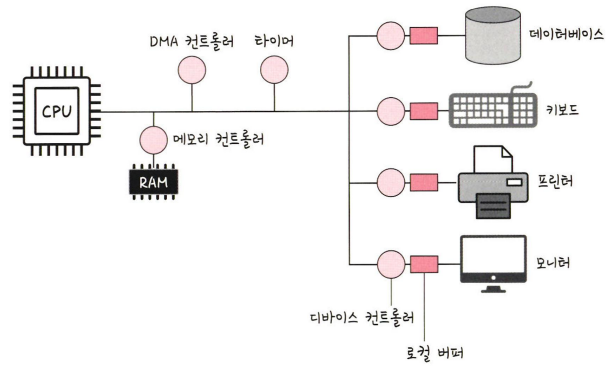 DMA 컨트롤러
타이머
데이터베이스
CPU
키보드
메모리 컨트롤러
RAM
프린터
모니터
디바이스 컨트롤러
로컬 버퍼